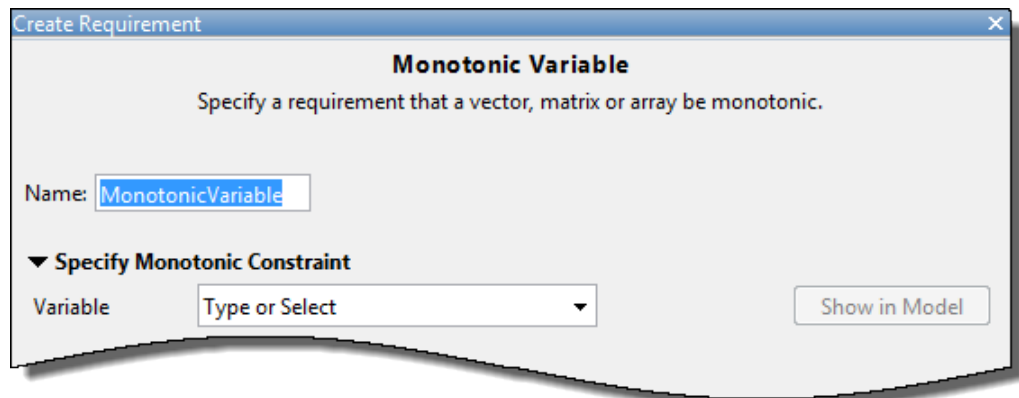 Create Requirement
Monotonic Variable
Specify a requirement that a vector, matrix or array be monotonic.
Name: MonotonicVariable
Specify Monotonic Constraint
Variable Type or Select Show in Model